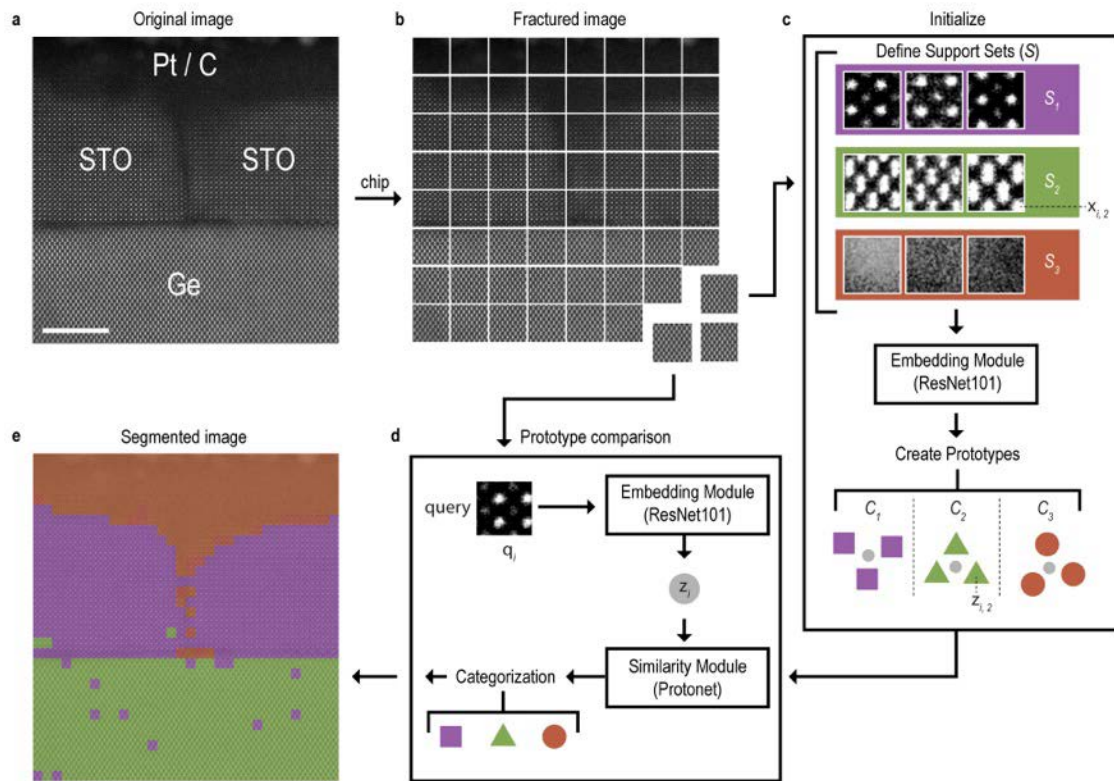 a
Original image
Pt / C
STO
STO
Ge
chip
b
Fractured image
c
Initialize
Define Support Sets (S)
S1
S2
xi, 2
S3
Embedding Module
(ResNet101)
Create Prototypes
C1
C2
C3
zi, 2
d
Prototype comparison
query
qi
Embedding Module
(ResNet101)
zi
Similarity Module
(Protonet)
Categorization
e
Segmented image